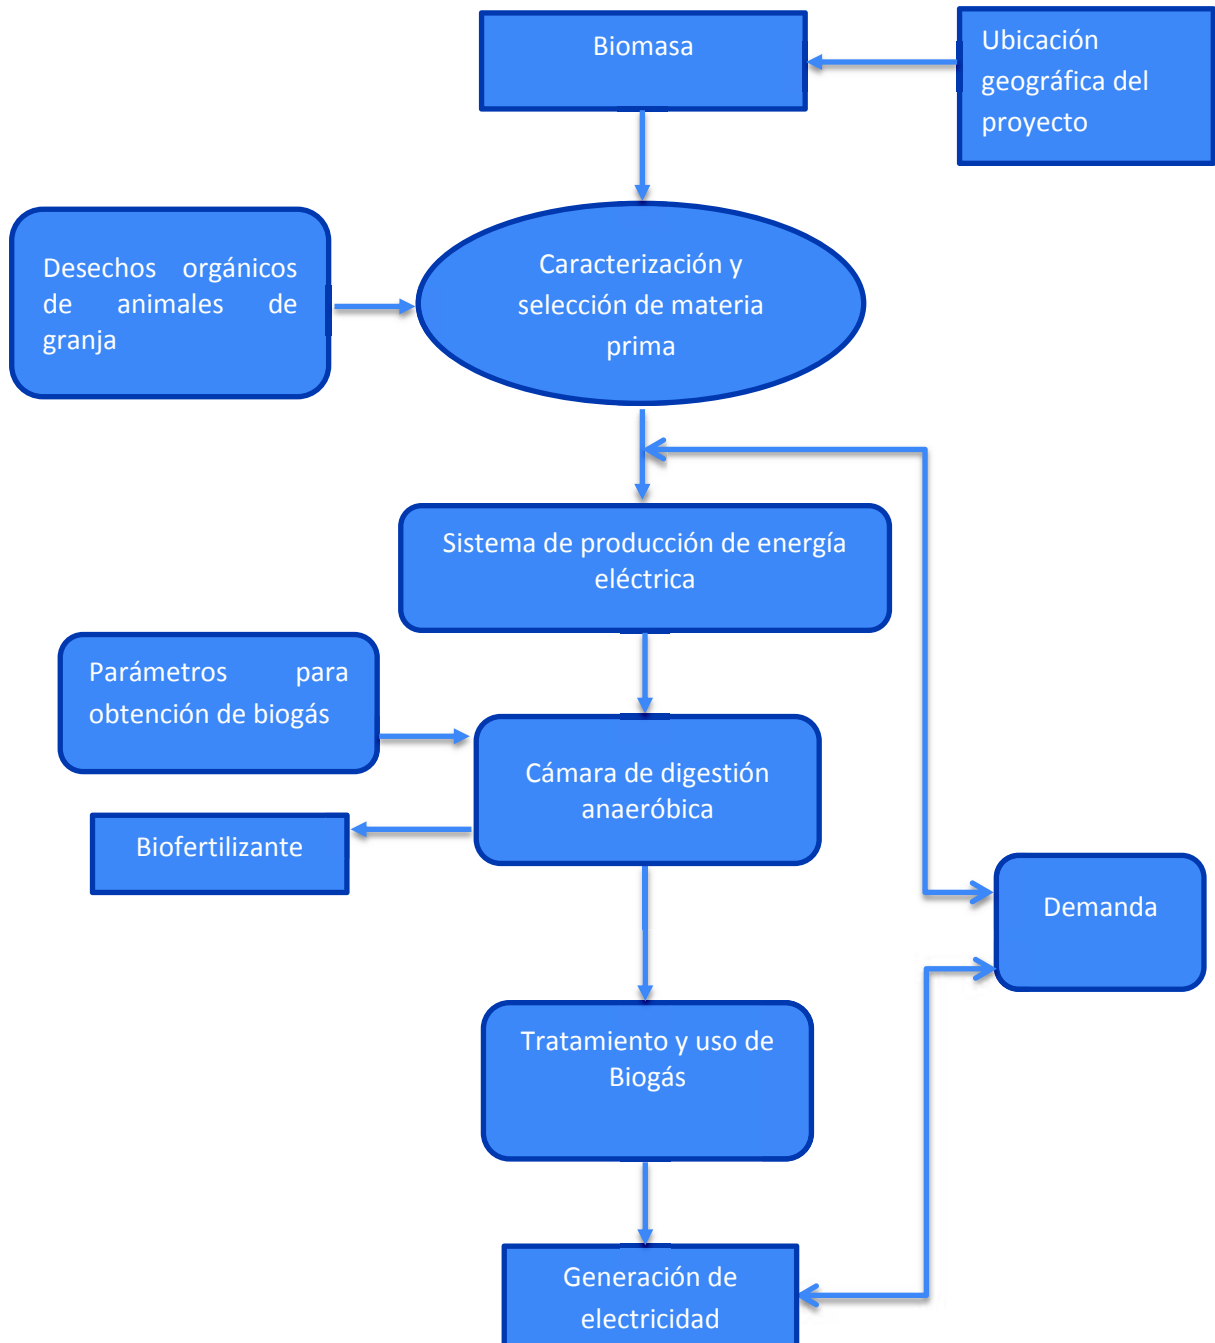 Biomasa
Ubicación
geográfica del
proyecto
Desechos orgánicos
de animales de
granja
Caracterización y
selección de materia
prima
Sistema de producción de energía
eléctrica
Parámetros para
obtención de biogás
Cámara de digestión
anaeróbica
Biofertilizante
Demanda
Tratamiento y uso de
Biogás
Generación de
electricidad